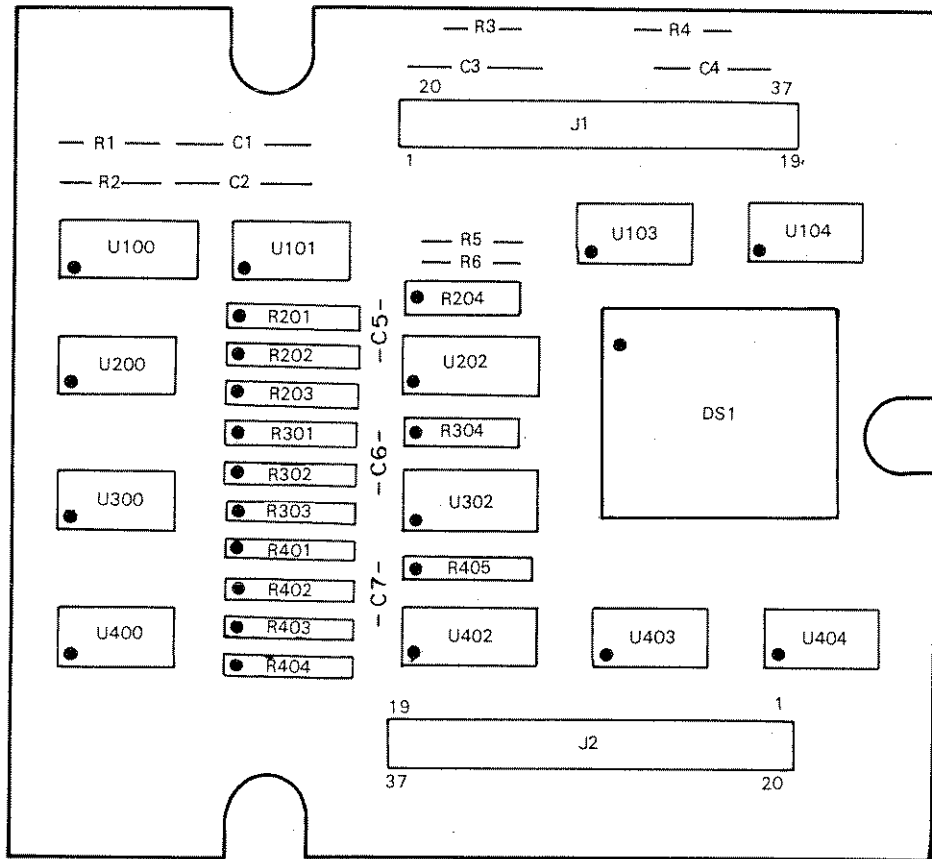 R3 R4
C3 C4
20 37
J1
1 19
R1 C1
R2 C2
U100 U101 U103 U104
R5
R6
R204
R201
C5
R202
U200 U202
R203
DS1
R301 R304
C6
R302
U300 U302
R303
R401
R405
C7
R402
R403
U400 U402 U403 U404
R404
19 1
J2
37 20